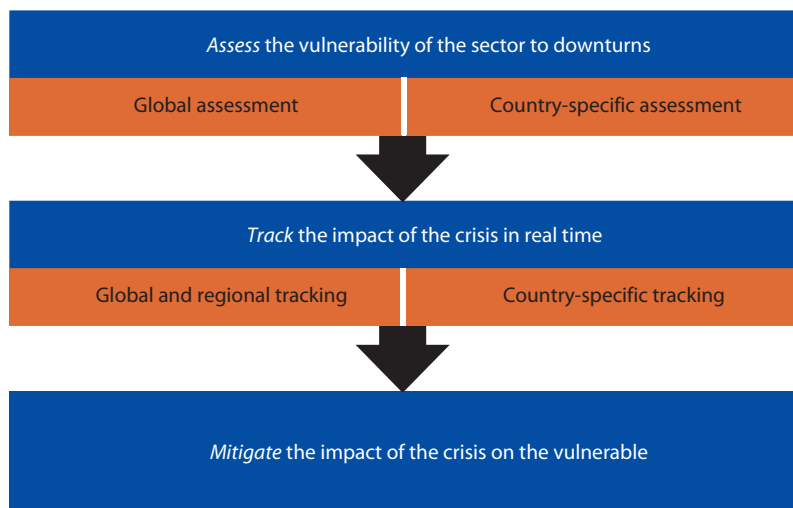 Assess the vulnerability of the sector to downturns
Global assessment
Country-specific assessment
Track the impact of the crisis in real time
Global and regional tracking
Country-specific tracking
Mitigate the impact of the crisis on the vulnerable